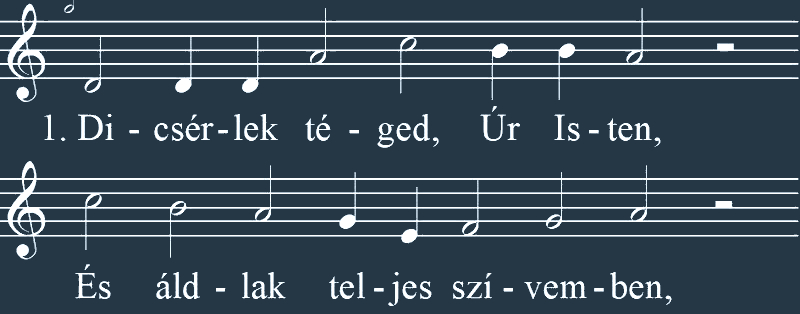 1. Di - csér - lek té - ged, Úr Is - ten,
És áld - lak tel - jes szí - vem - ben,